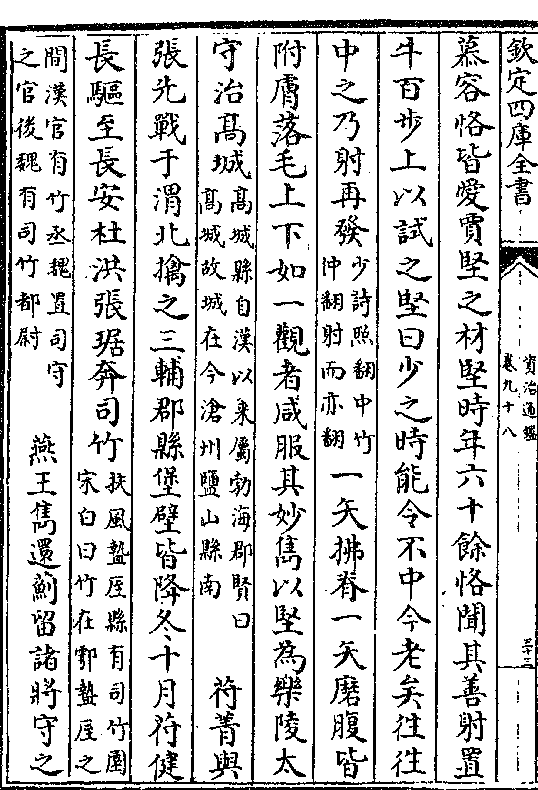 欽定四庫全書
資治通鑑
卷九十八
三十三
慕容恪皆愛賈堅之材堅時年六十餘恪聞其善射置
牛百步上以試之堅曰少之時能令不中今老矣往往
中之乃射再發少詩照翻中竹仲翻射而亦翻一矢拂脊一矢磨腹皆
附膚落毛上下如一觀者咸服其妙雋以堅為樂陵太
守治髙城髙城縣自漢以來屬勃海郡賢曰髙城故城在今滄州鹽山縣南苻菁與
張先戰于渭北擒之三輔郡縣堡壁皆降冬十月苻健
長驅至長安杜洪張琚奔司竹扶風盩厔縣有司竹園宋白曰竹在鄠盩厔之
間漢官有竹丞魏置司守之官後魏有司竹都尉燕王雋還薊留諸將守之